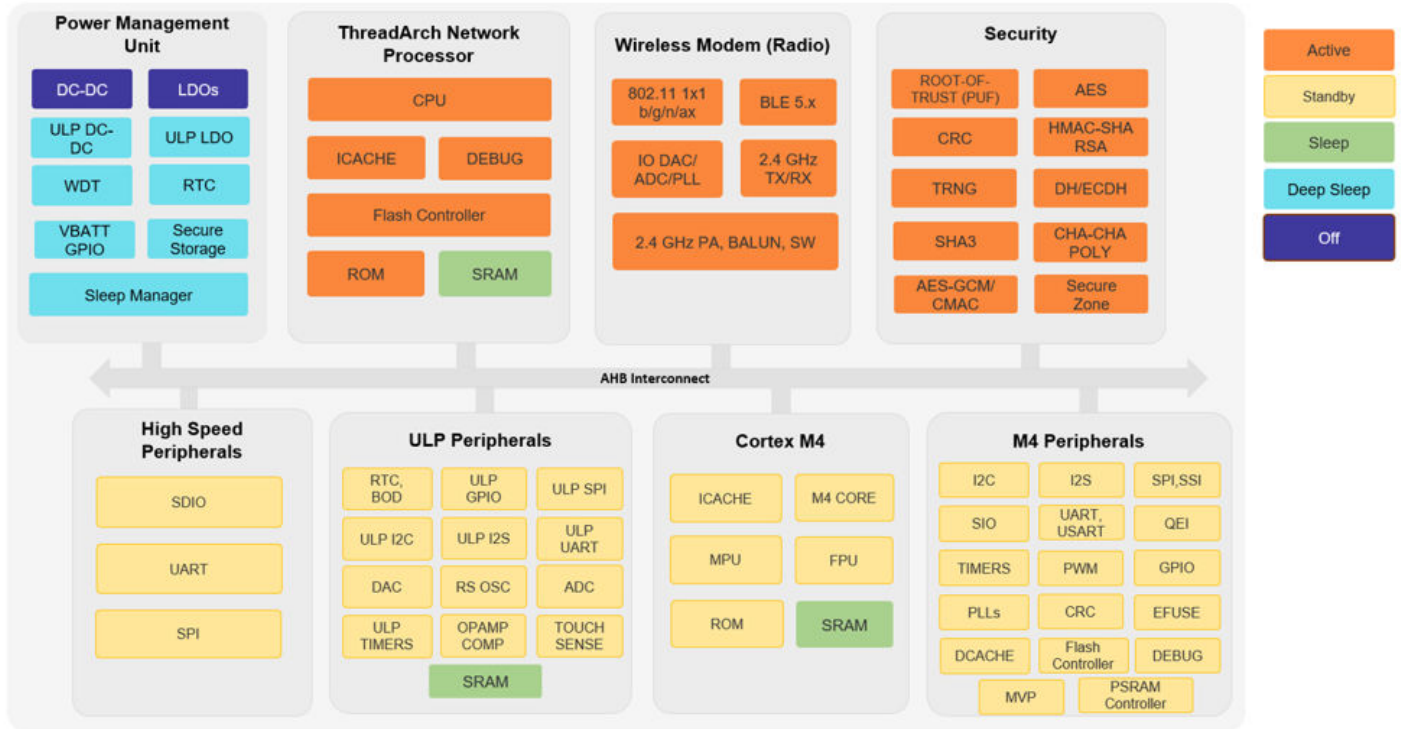 Power Management
Unit
DC-DC
LDOs
ULP DC-
DC
ULP LDO
WDT
RTC
VBATT
GPIO
Secure
Storage
Sleep Manager
ThreadArch Network
Processor
CPU
ICACHE
DEBUG
Flash Controller
ROM
SRAM
Wireless Modem (Radio)
802.11 1x1
b/g/n/ax
BLE 5.x
IO DAC/
ADC/PLL
2.4 GHz
TX/RX
2.4 GHz PA, BALUN, SW
Security
ROOT-OF-
TRUST (PUF)
AES
CRC
HMAC-SHA
RSA
TRNG
DH/ECDH
SHA3
CHA-CHA
POLY
AES-GCM/
CMAC
Secure
Zone
Active
Standby
Sleep
Deep Sleep
Off
AHB Interconnect
High Speed
Peripherals
SDIO
UART
SPI
ULP Peripherals
RTC,
BOD
ULP
GPIO
ULP SPI
ULP I2C
ULP I2S
ULP
UART
DAC
RS OSC
ADC
ULP
TIMERS
OPAMP
COMP
TOUCH
SENSE
SRAM
Cortex M4
ICACHE
M4 CORE
MPU
FPU
ROM
SRAM
M4 Peripherals
I2C
I2S
SPI,SSI
SIO
UART,
USART
QEI
TIMERS
PWM
GPIO
PLLs
CRC
EFUSE
DCACHE
Flash
Controller
DEBUG
MVP
PSRAM
Controller